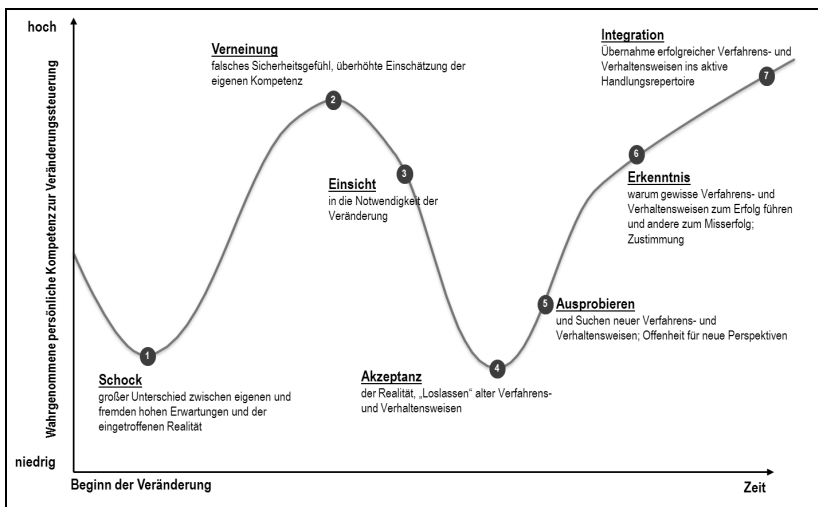 hoch
Wahrgenommene persönliche Kompetenz zur Veränderungssteuerung
niedrig
Verneinung
falsches Sicherheitsgefühl, überhöhte Einschätzung der
eigenen Kompetenz
Integration
Übernahme erfolgreicher Verfahrens- und
Verhaltensweisen ins aktive
Handlungsrepertoire
7
2
6
3
Einsicht
in die Notwendigkeit der
Veränderung
Erkenntnis
warum gewisse Verfahrens- und
Verhaltensweisen zum Erfolg führen
und andere zum Misserfolg;
Zustimmung
5
Ausprobieren
und Suchen neuer Verfahrens- und
Verhaltensweisen; Offenheit für neue Perspektiven
1
Schock
großer Unterschied zwischen eigenen und
fremden hohen Erwartungen und der
eingetroffenen Realität
4
Akzeptanz
der Realität, „Loslassen" alter Verfahrens-
und Verhaltensweisen
Beginn der Veränderung
Zeit